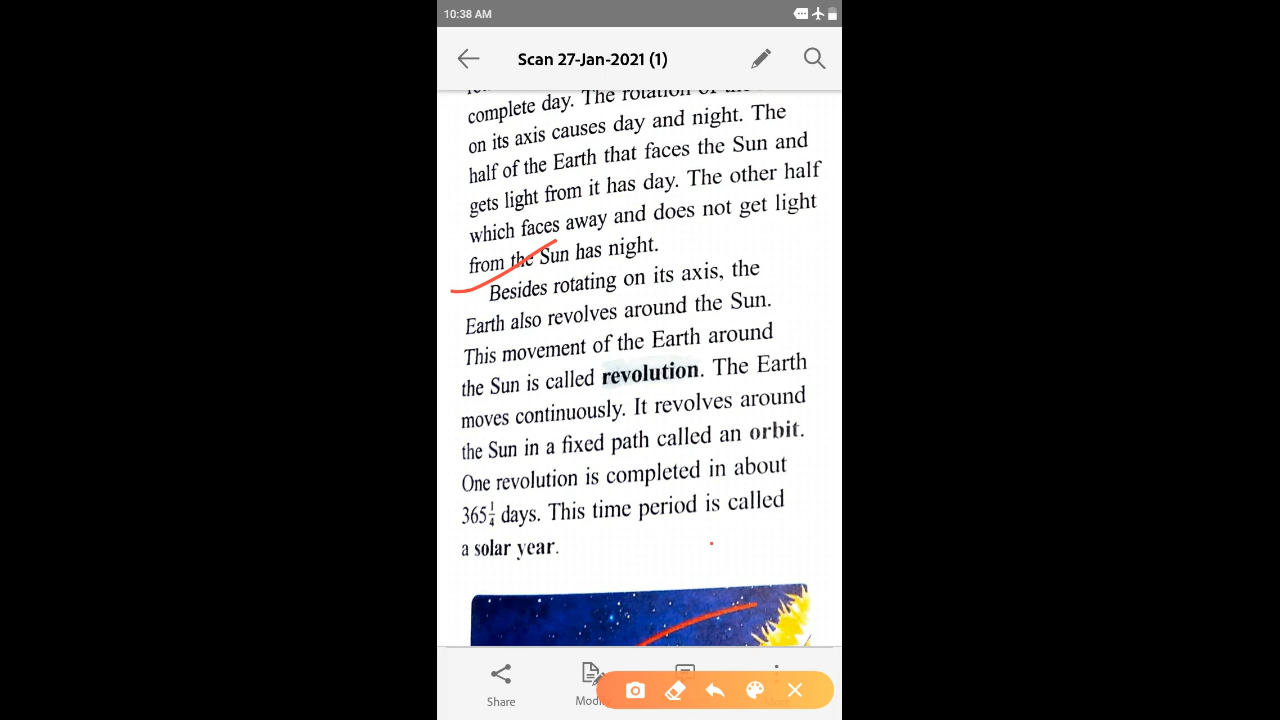 10:38 AM
Scan 27-Jan-2021 (1)
complete day. The rotation of
on its axis causes day and night. The
half of the Earth that faces the Sun and
gets light from it has day. The other half
which faces away and does not get light
from the Sun has night.
Besides rotating on its axis, the
Earth also revolves around the Sun.
This movement of the Earth around
the Sun is called revolution. The Earth
moves continuously. It revolves around
the Sun in a fixed path called an orbit.
One revolution is completed in about
365 1/4 days. This time period is called
a solar year.
Share